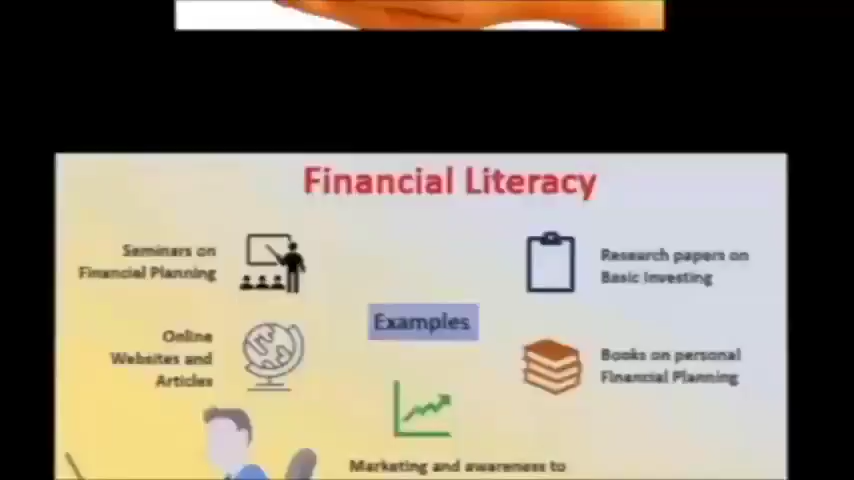 Financial Literacy
Seminars on
Financial Planning
Research papers on
Basic Investing
Examples
Online
Websites and
Articles
Books on personal
Financial Planning
Marketing and awareness to